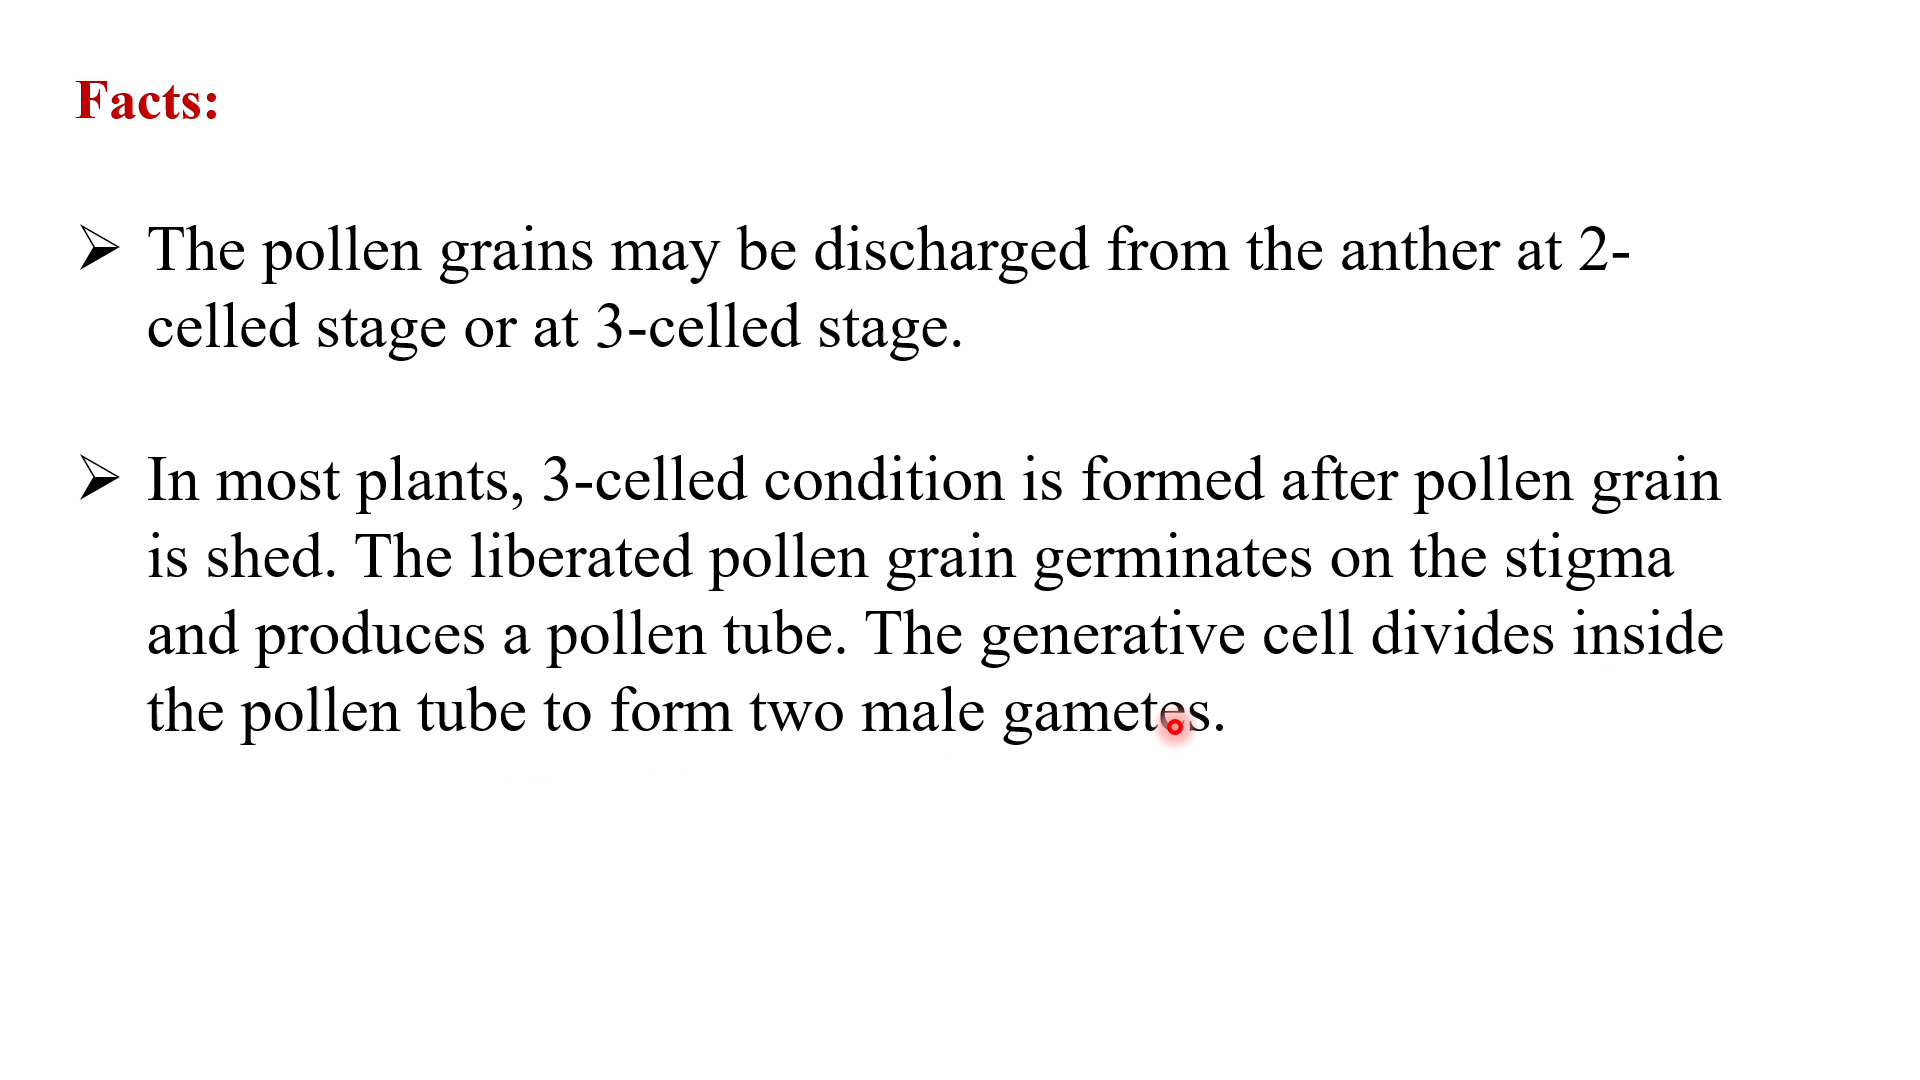 Facts:
➢ The pollen grains may be discharged from the anther at 2-
celled stage or at 3-celled stage.
➢ In most plants, 3-celled condition is formed after pollen grain
is shed. The liberated pollen grain germinates on the stigma
and produces a pollen tube. The generative cell divides inside
the pollen tube to form two male gametes.